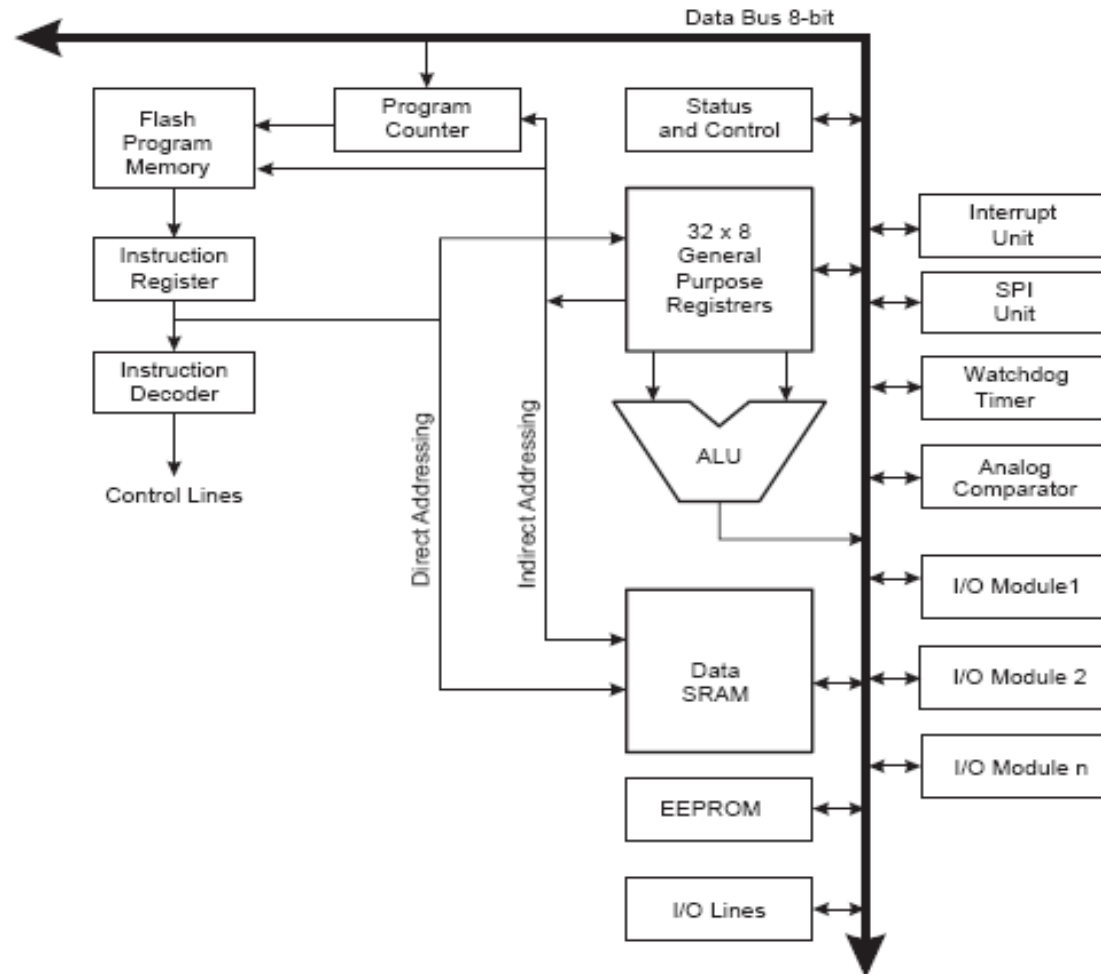 Data Bus 8-bit
Flash
Program
Memory
Program
Counter
Status
and Control
Interrupt
Unit
32 x 8
General
Purpose
Registrers
Instruction
Register
SPI
Unit
Instruction
Decoder
Watchdog
Timer
Direct Addressing
Indirect Addressing
ALU
Analog
Comparator
Control Lines
I/O Module1
Data
SRAM
I/O Module 2
I/O Module n
EEPROM
I/O Lines